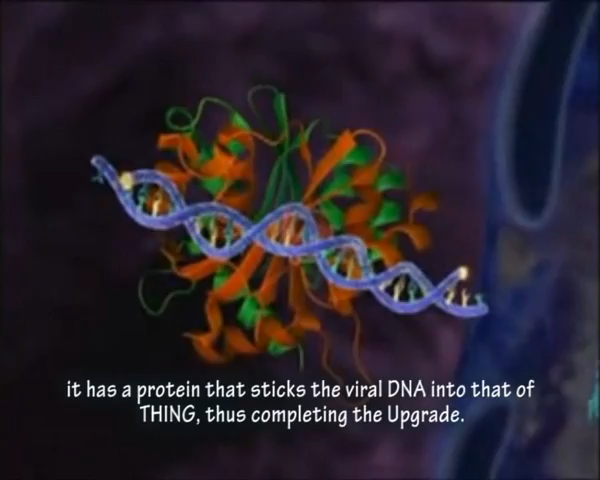 it has a protein that sticks the viral DNA into that of
THING, thus completing the Upgrade.